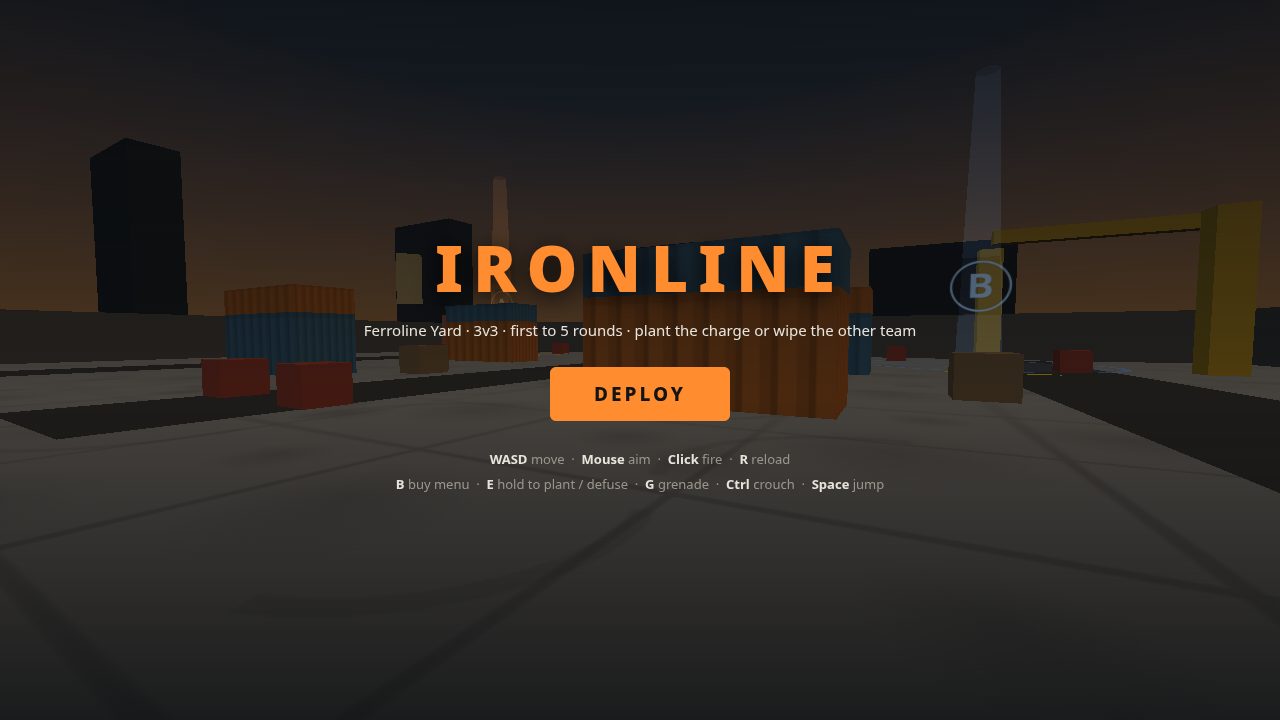 IRONLINE
Ferroline Yard · 3v3 · first to 5 rounds · plant the charge or wipe the other team
DEPLOY
WASD move · Mouse aim · Click fire · R reload
B buy menu · E hold to plant / defuse · G grenade · Ctrl crouch · Space jump
B